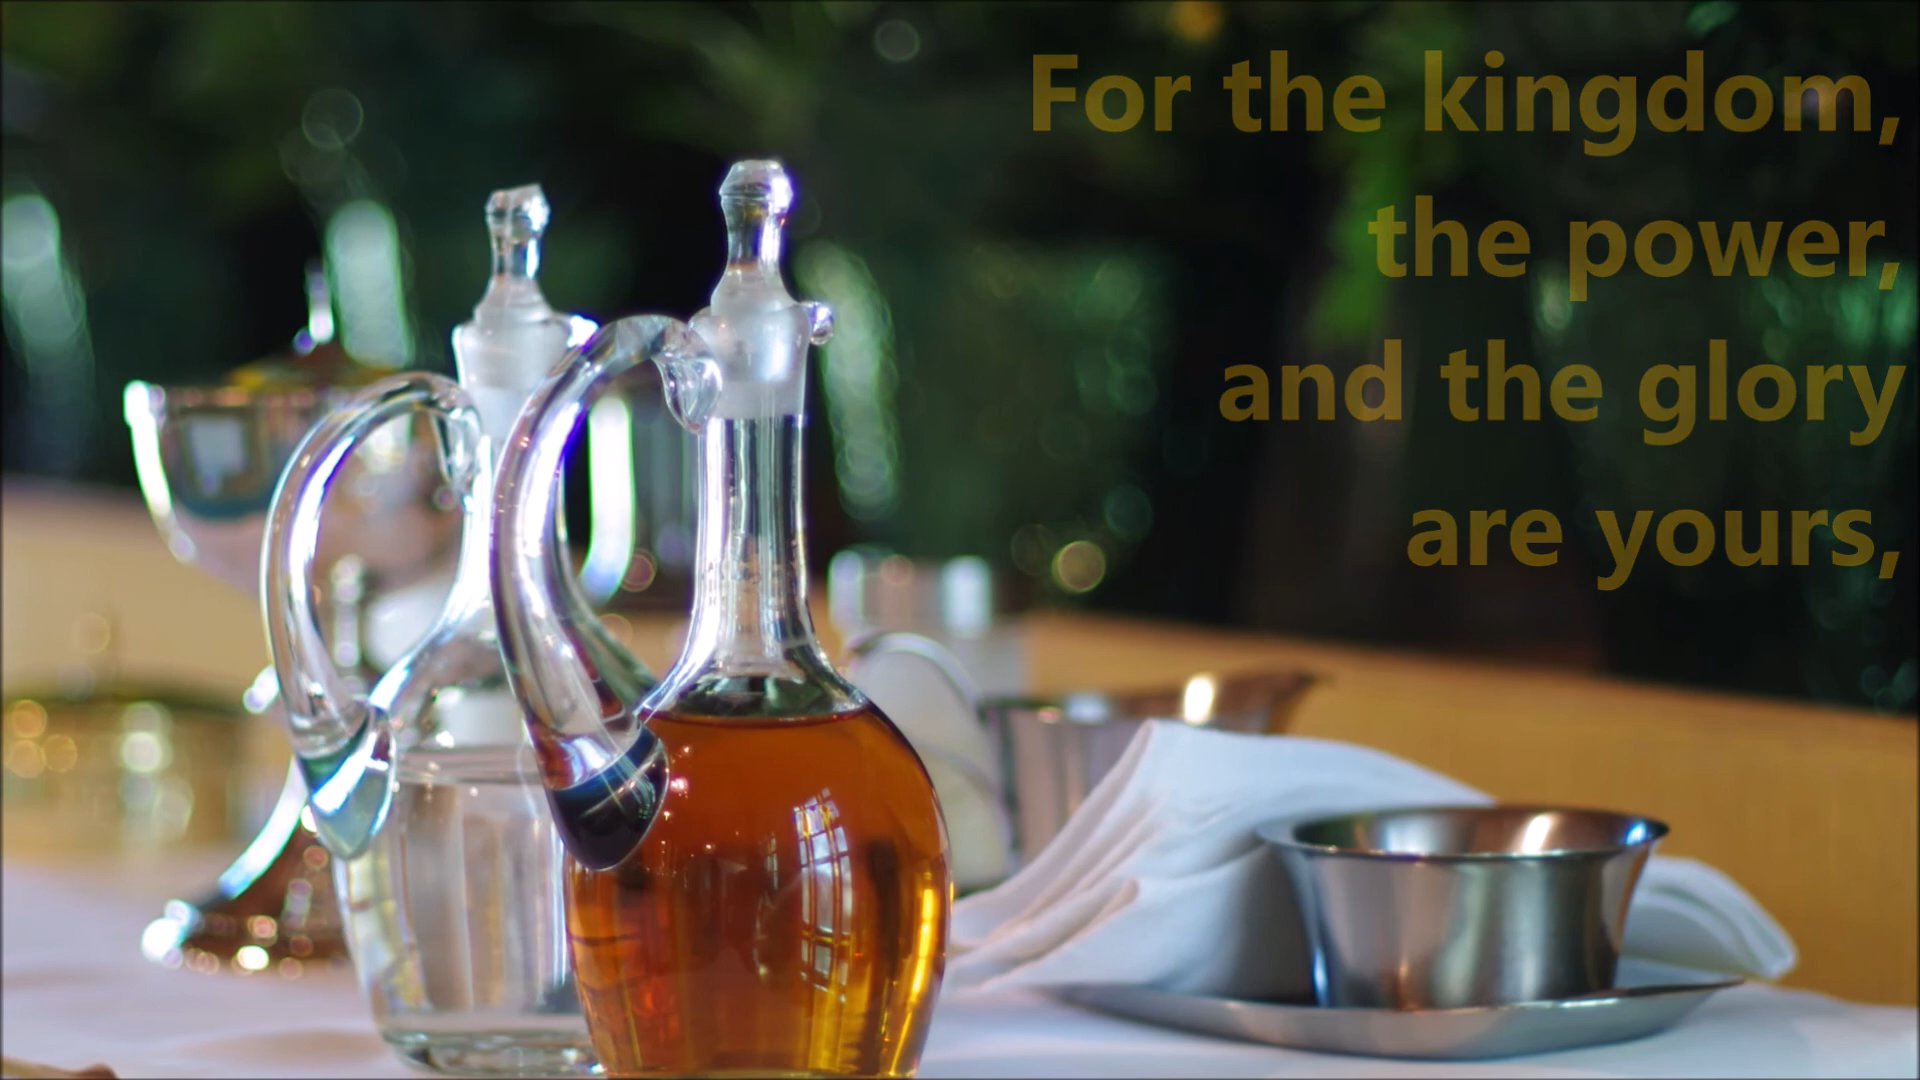 For the kingdom,
the power,
and the glory
are yours,